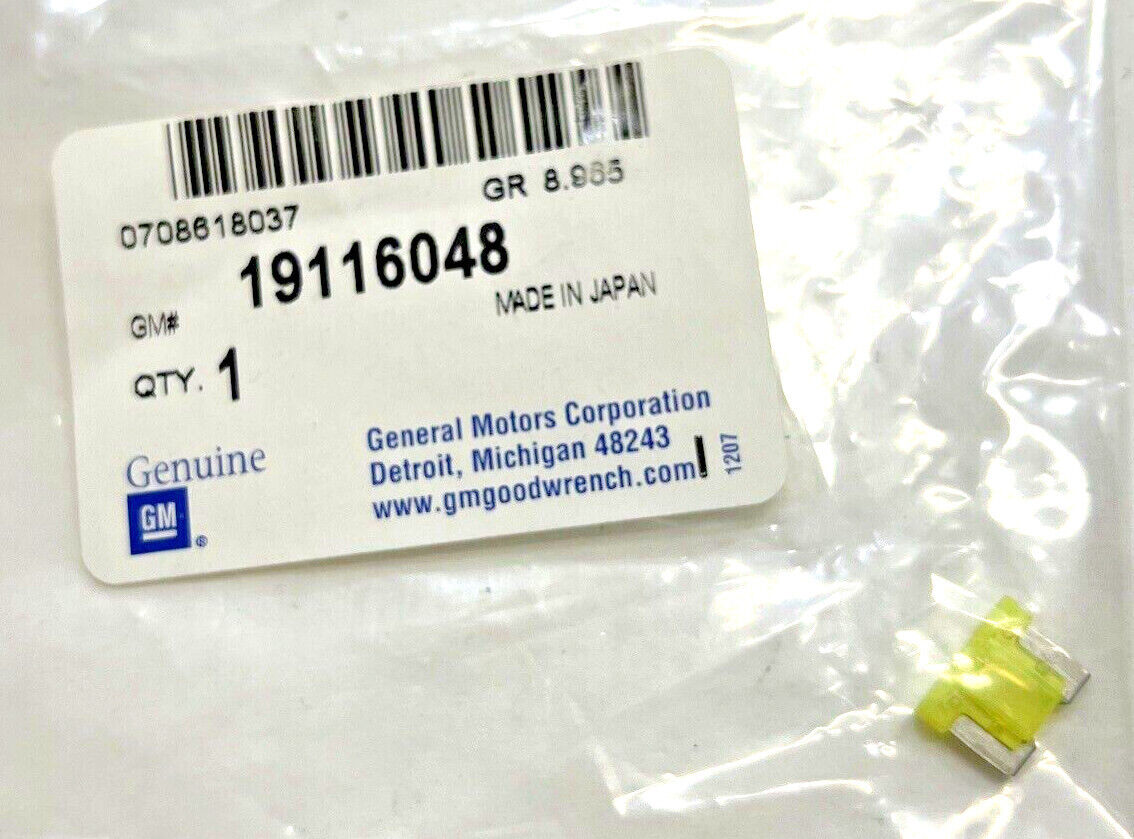 0708618037
GR 8.965
GM# 19116048
MADE IN JAPAN
QTY. 1
Genuine
GM
®
General Motors Corporation
Detroit, Michigan 48243
www.gmgoodwrench.com
1207